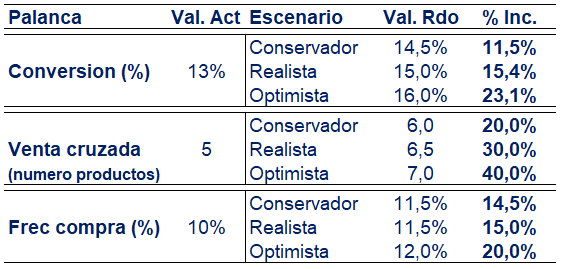 Palanca Val. Act Escenario Val. Rdo % Inc.
Conservador 14,5% 11,5%
Conversion (%) 13% Realista 15,0% 15,4%
Optimista 16,0% 23,1%
Conservador 6,0 20,0%
Venta cruzada 5 Realista 6,5 30,0%
(numero productos) Optimista 7,0 40,0%
Conservador 11,5% 14,5%
Frec compra (%) 10% Realista 11,5% 15,0%
Optimista 12,0% 20,0%